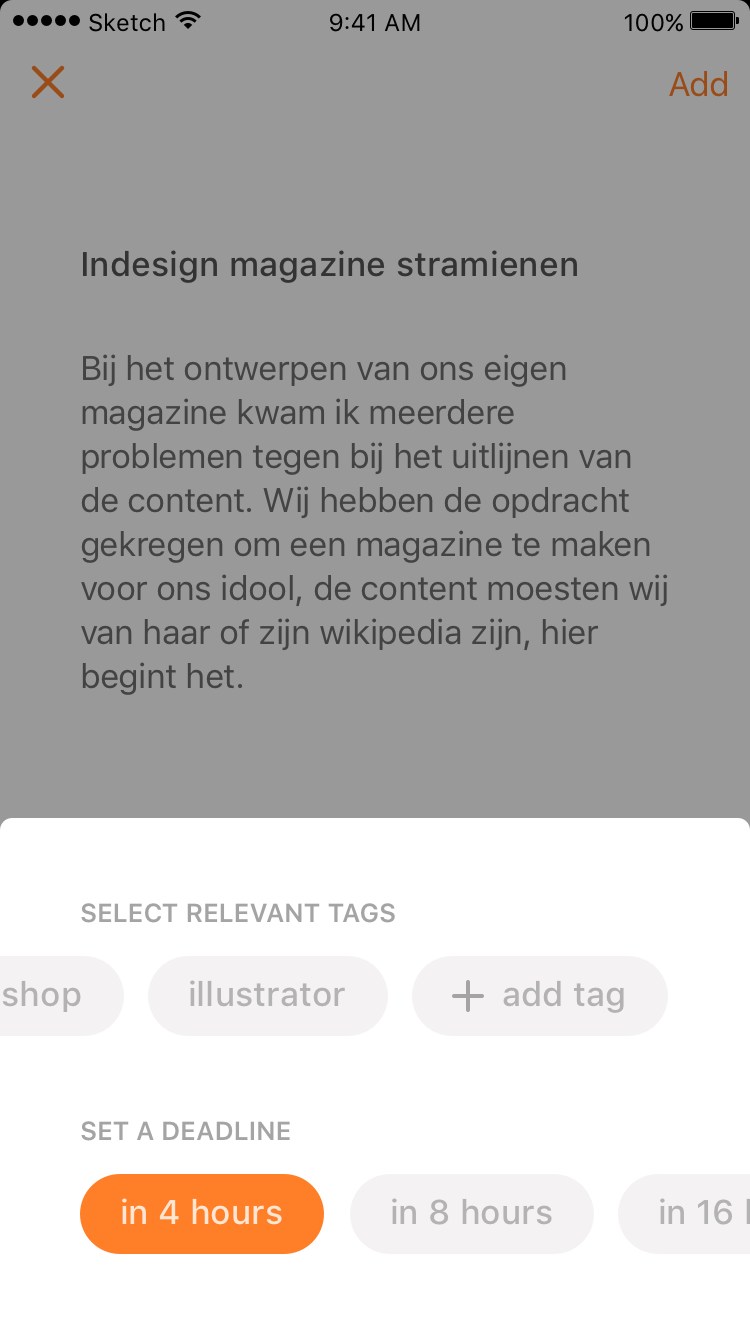 Sketch 9:41 AM 100%
Add
Indesign magazine stramienen
Bij het ontwerpen van ons eigen
magazine kwam ik meerdere
problemen tegen bij het uitlijnen van
de content. Wij hebben de opdracht
gekregen om een magazine te maken
voor ons idool, de content moesten wij
van haar of zijn wikipedia zijn, hier
begint het.
SELECT RELEVANT TAGS
shop illustrator + add tag
SET A DEADLINE
in 4 hours in 8 hours in 16